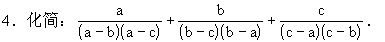 4．化简：a/((a-b)(a-c)) + b/((b-c)(b-a)) + c/((c-a)(c-b))．